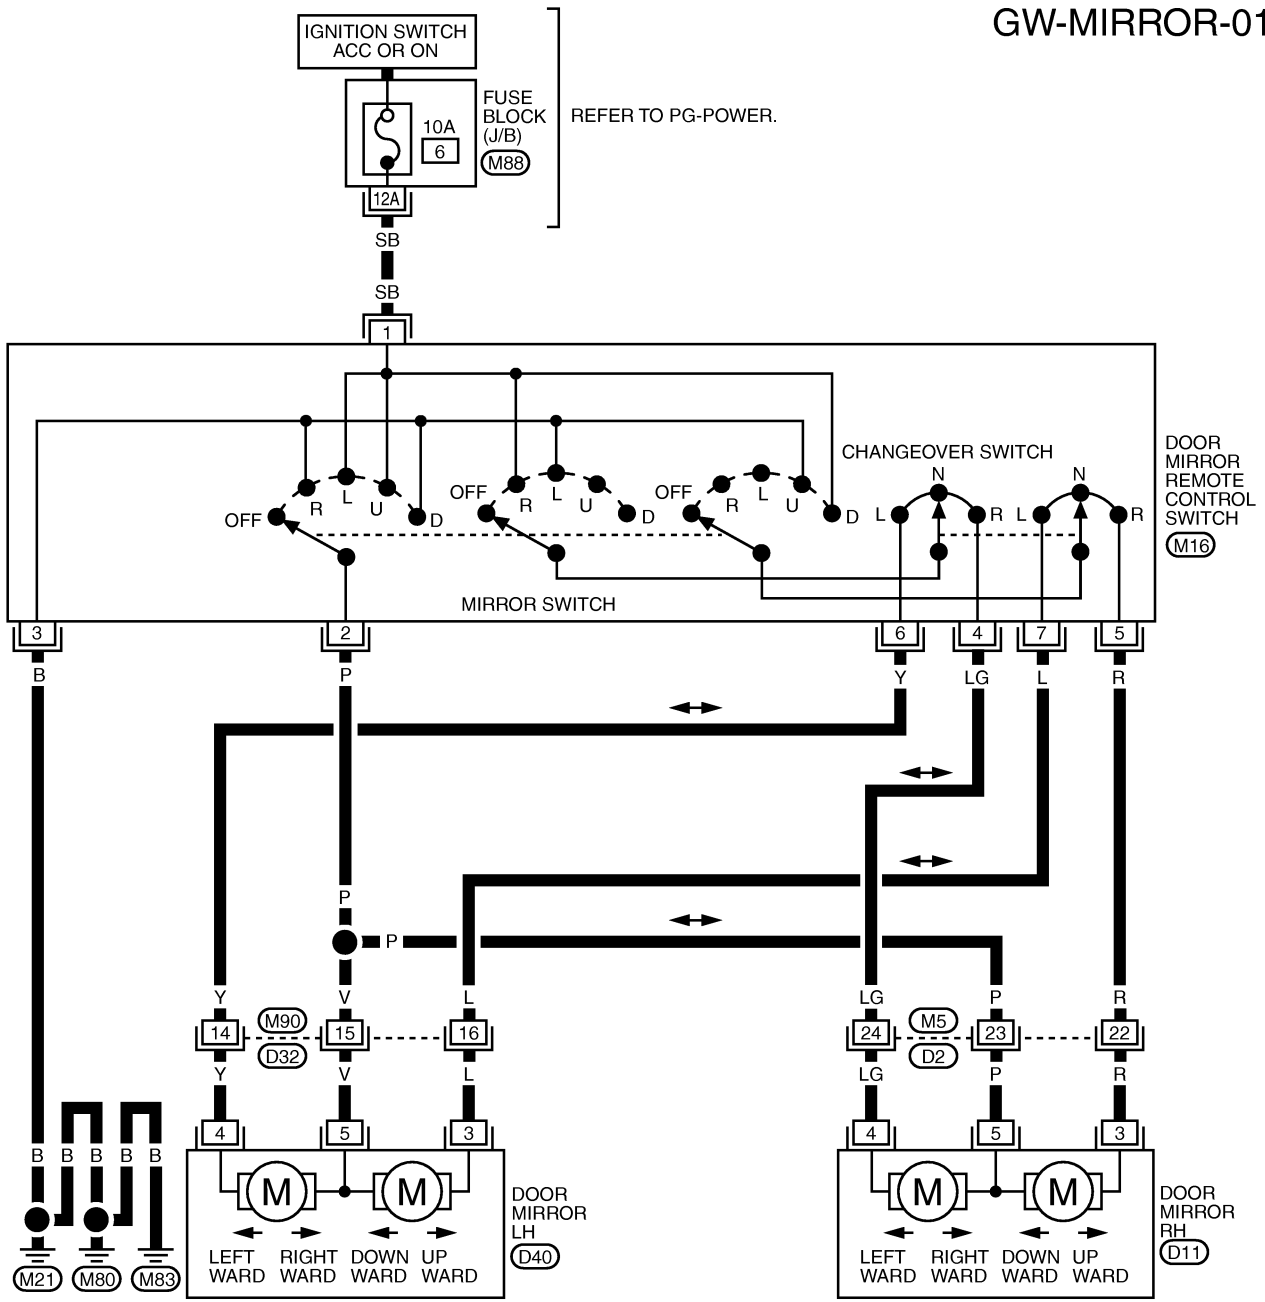 GW-MIRROR-01
IGNITION SWITCH
ACC OR ON
FUSE
BLOCK
(J/B)
M88
10A
6
12A
REFER TO PG-POWER.
SB
SB
1
CHANGEOVER SWITCH
DOOR
MIRROR
REMOTE
CONTROL
SWITCH
M16
OFF R L U D
OFF R L U D
OFF R L U D
L N R
L N R
MIRROR SWITCH
3 2 6 4 7 5
B P Y LG L R
P
P
Y V L LG P R
14 M90 15 16 24 M5 23 22
D32 D2
Y V L LG P R
4 5 3 4 5 3
B B B B B
M M M M
DOOR
MIRROR
LH
D40
DOOR
MIRROR
RH
D11
LEFT RIGHT DOWN UP
WARD WARD WARD WARD
LEFT RIGHT DOWN UP
WARD WARD WARD WARD
M21 M80 M83